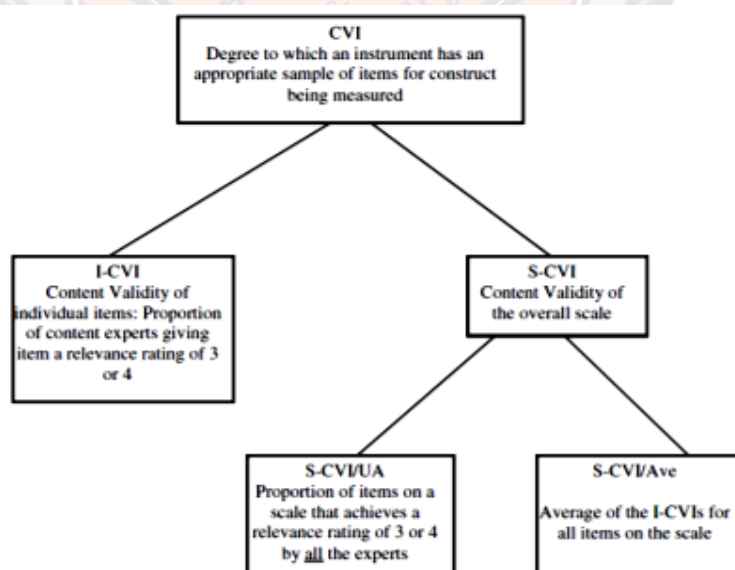 CVI
Degree to which an instrument has an
appropriate sample of items for construct
being measured
I-CVI
Content Validity of
individual items: Proportion
of content experts giving
item a relevance rating of 3
or 4
S-CVI
Content Validity of
the overall scale
S-CVI/UA
Proportion of items on a
scale that achieves a
relevance rating of 3 or 4
by all the experts
S-CVI/Ave
Average of the I-CVIs for
all items on the scale